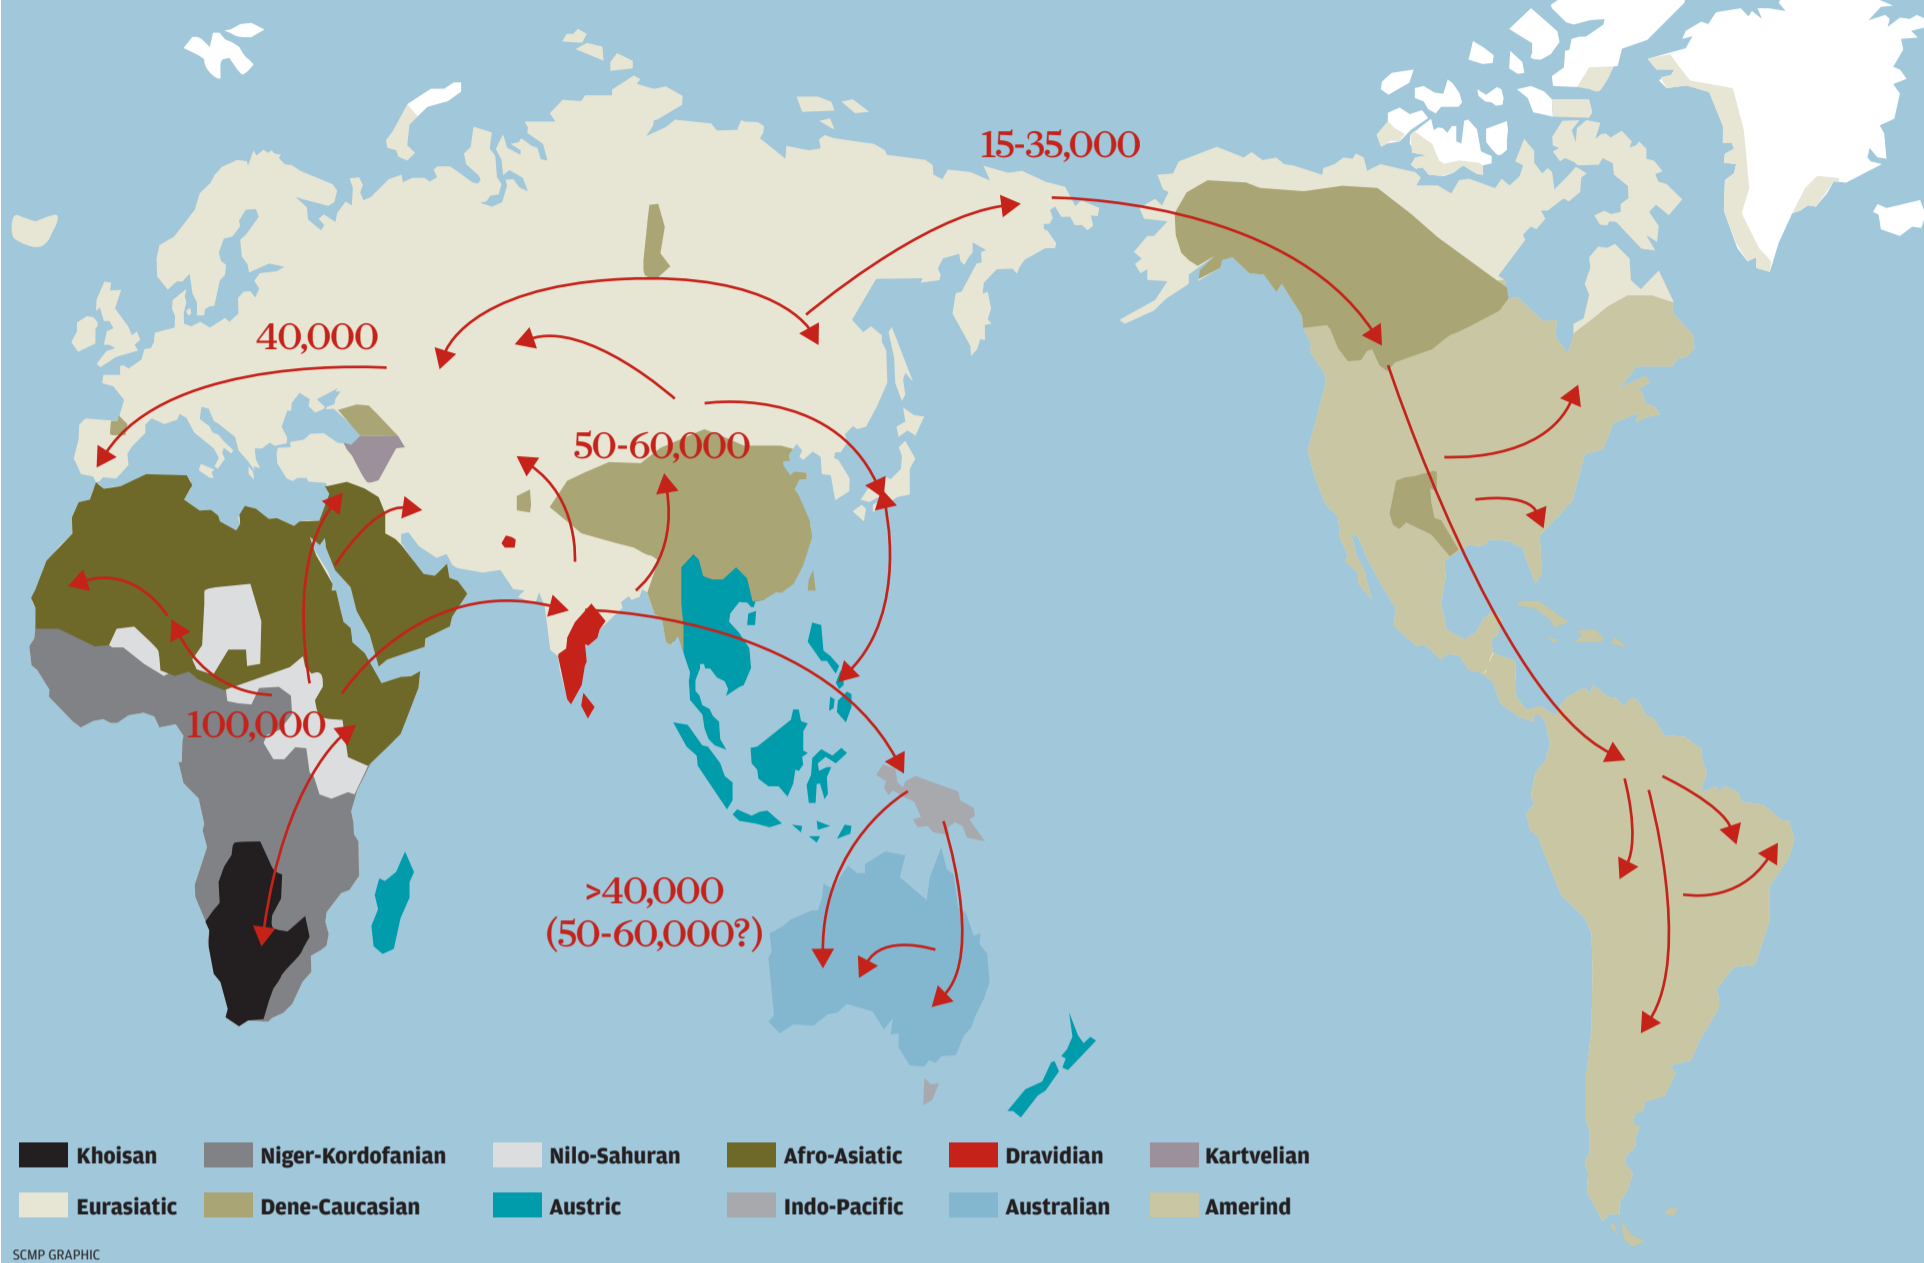 15-35,000
40,000
50-60,000
100,000
>40,000
(50-60,000?)
Khoisan
Niger-Kordofanian
Nilo-Sahuran
Afro-Asiatic
Dravidian
Kartvelian
Eurasiatic
Dene-Caucasian
Austric
Indo-Pacific
Australian
Amerind
SCMP GRAPHIC